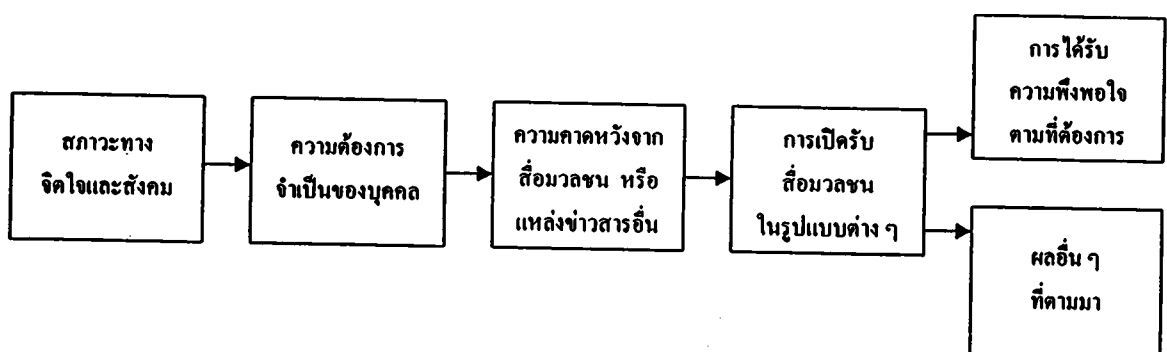 สภาวะทาง
จิตใจและสังคม
ความต้องการ
จำเป็นของบุคคล
ความคาดหวังจาก
สื่อมวลชน หรือ
แหล่งข่าวสารอื่น
การเปิดรับ
สื่อมวลชน
ในรูปแบบต่าง ๆ
การได้รับ
ความพึงพอใจ
ตามที่ต้องการ
ผลอื่น ๆ
ที่ตามมา